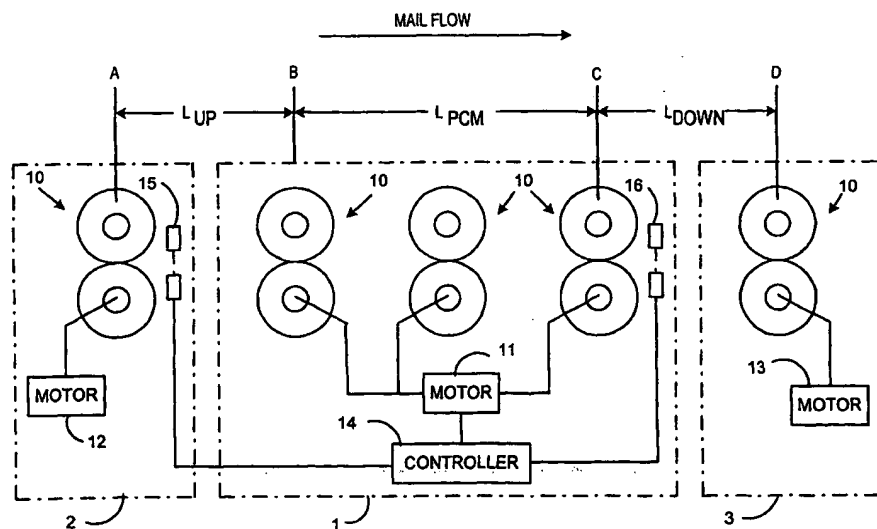 MAIL FLOW
A B C D
L UP L PCM L DOWN
10 15 10 10 16 10
11 13
MOTOR MOTOR MOTOR
12 14
CONTROLLER
2 1 3